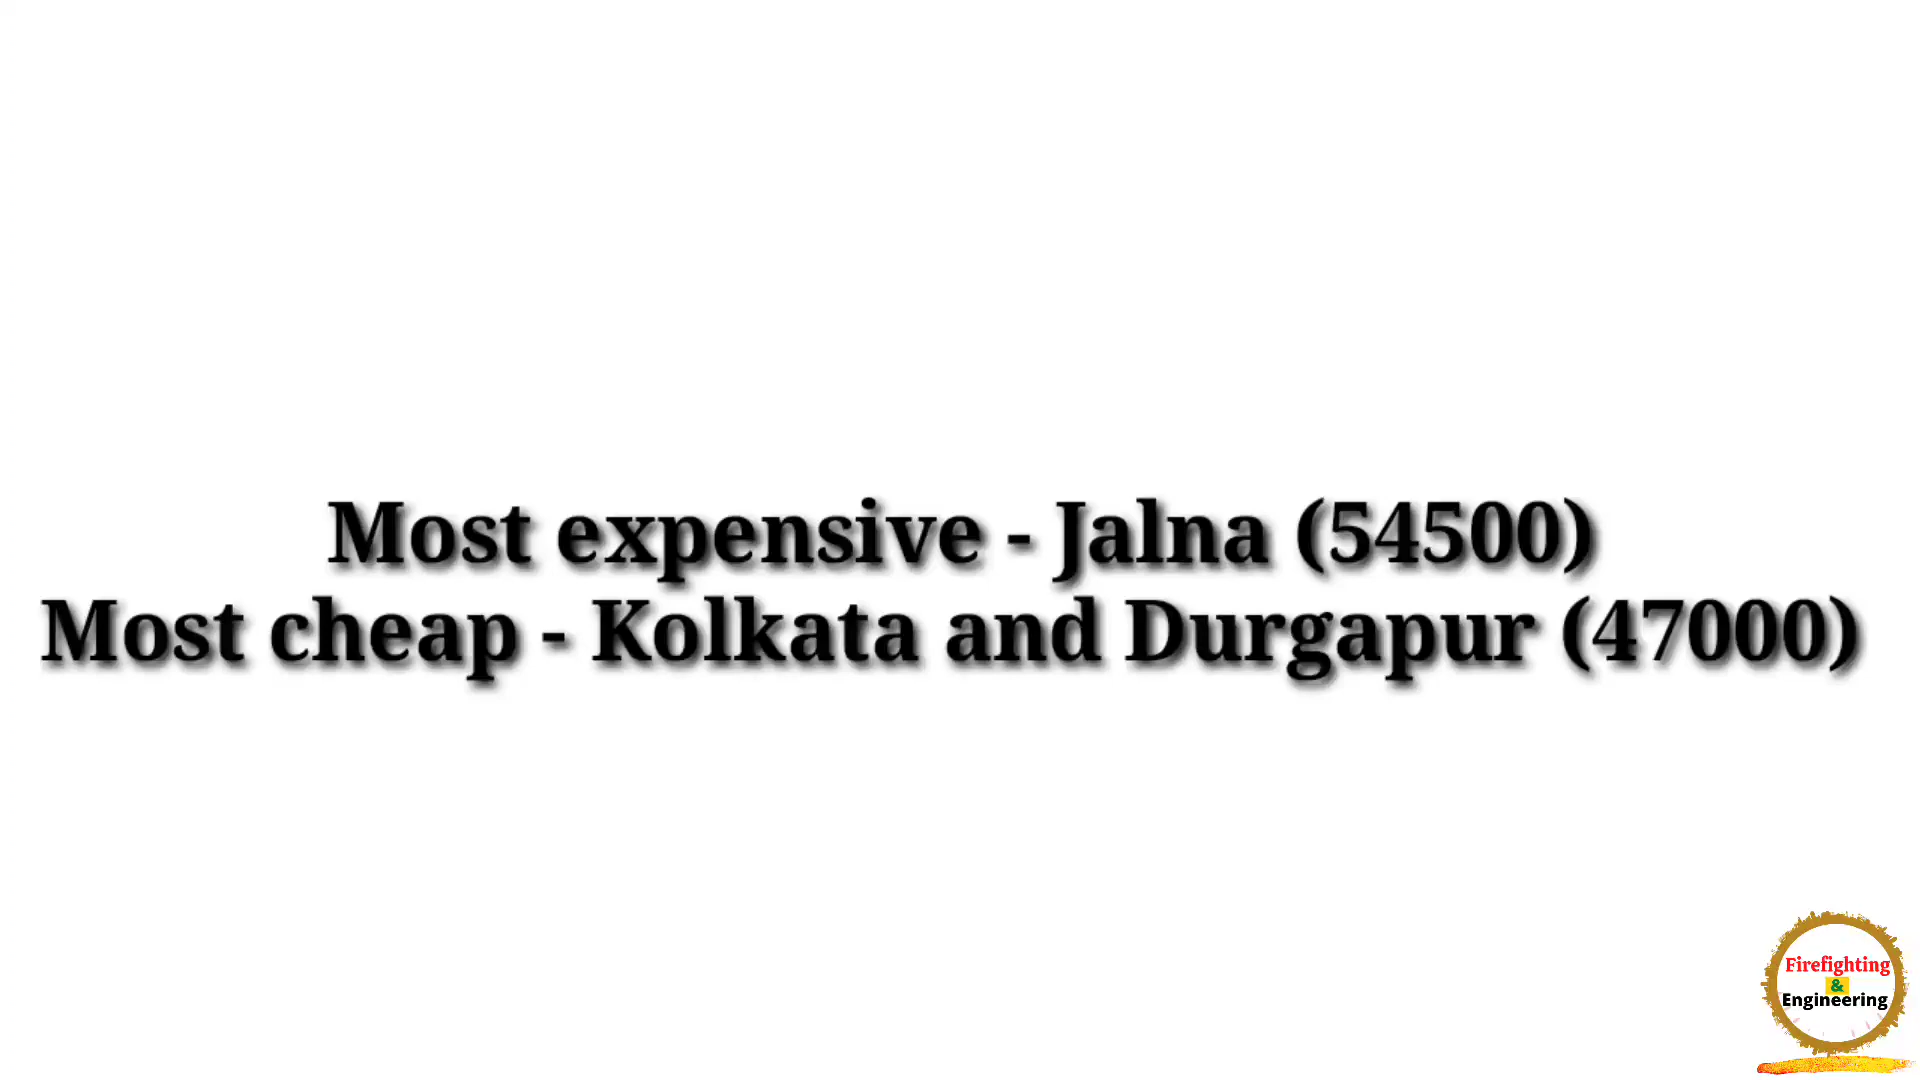 Most expensive - Jalna (54500)
Most cheap - Kolkata and Durgapur (47000)
Firefighting
&
Engineering